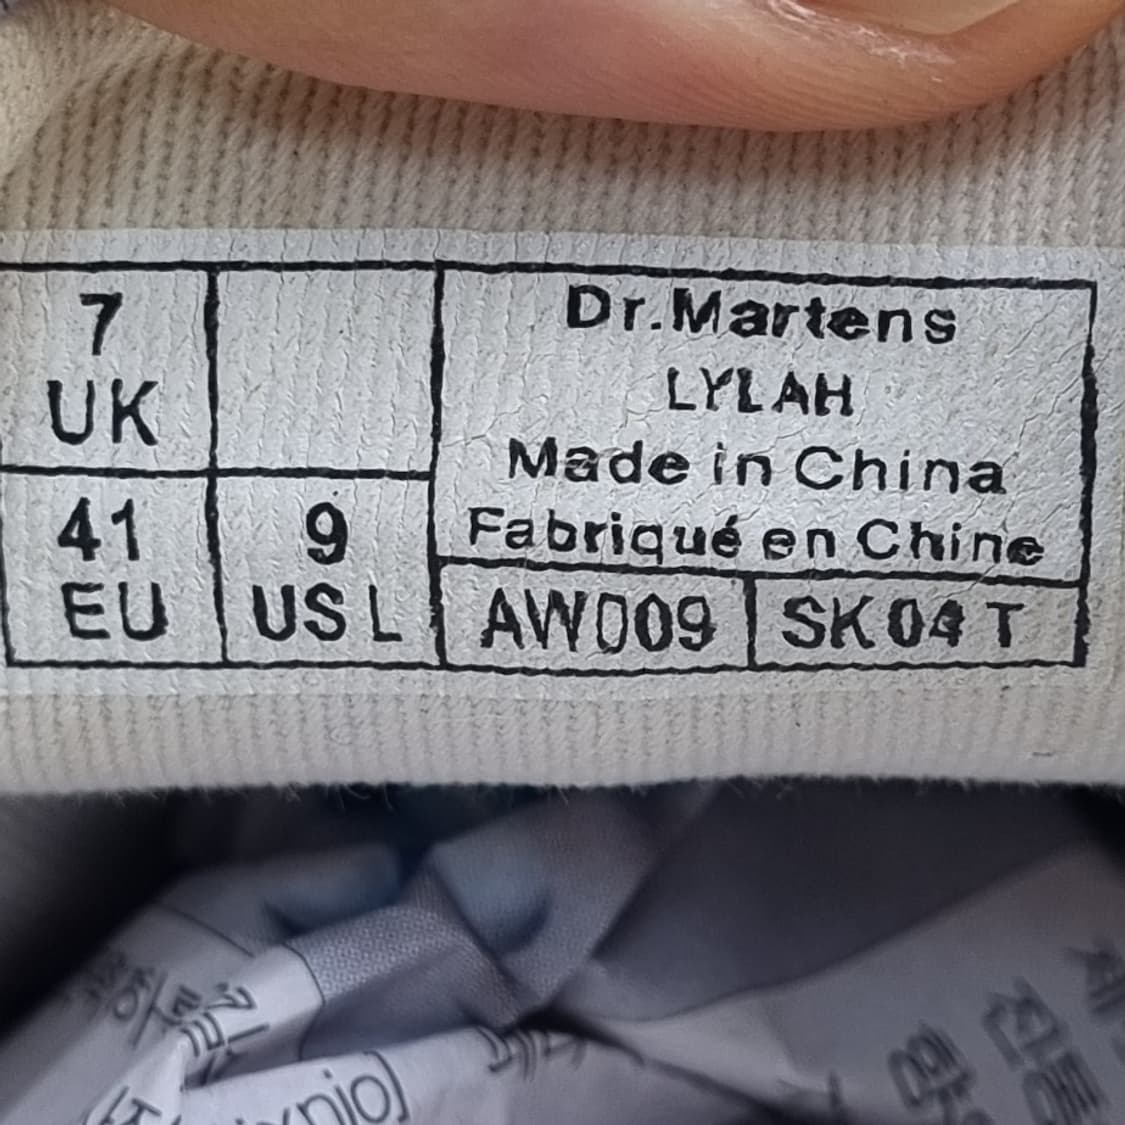 7
UK
41
EU
9
US L
Dr.Martens
LYLAH
Made in China
Fabriqué en Chine
AW009
SK04T